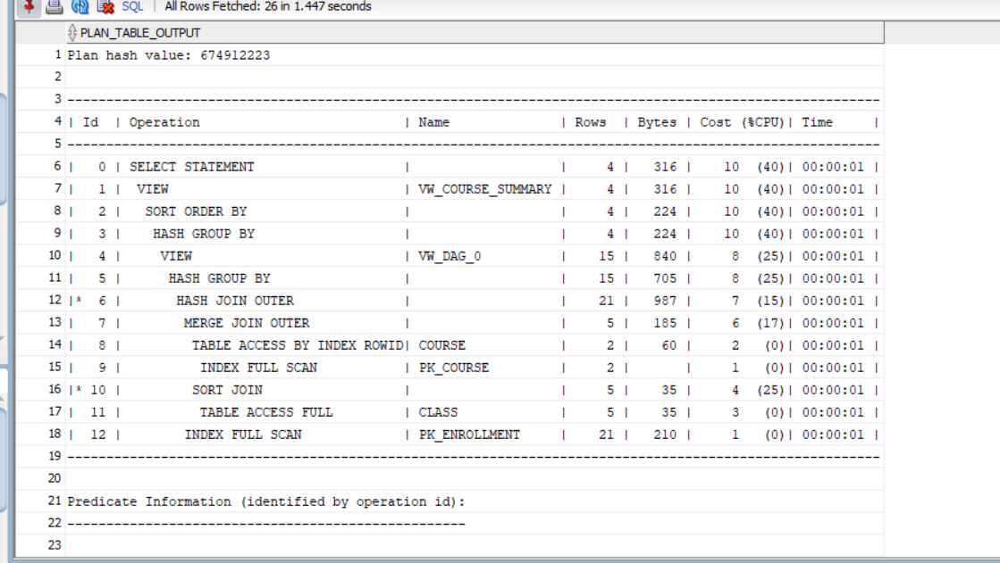 SQL | All Rows Fetched: 26 in 1.447 seconds
PLAN_TABLE_OUTPUT
1 Plan hash value: 674912223
2
3 ------------------------------------------------------------------------------------------------------
4 | Id  | Operation                         | Name              | Rows  | Bytes | Cost (%CPU)| Time     |
5 ------------------------------------------------------------------------------------------------------
6 |   0 | SELECT STATEMENT                  |                   |     4 |   316 |    10  (40)| 00:00:01 |
7 |   1 |  VIEW                             | VW_COURSE_SUMMARY |     4 |   316 |    10  (40)| 00:00:01 |
8 |   2 |   SORT ORDER BY                   |                   |     4 |   224 |    10  (40)| 00:00:01 |
9 |   3 |    HASH GROUP BY                  |                   |     4 |   224 |    10  (40)| 00:00:01 |
10 |   4 |     VIEW                          | VW_DAG_0          |    15 |   840 |     8  (25)| 00:00:01 |
11 |   5 |      HASH GROUP BY                |                   |    15 |   705 |     8  (25)| 00:00:01 |
12 |*  6 |       HASH JOIN OUTER             |                   |    21 |   987 |     7  (15)| 00:00:01 |
13 |   7 |        MERGE JOIN OUTER           |                   |     5 |   185 |     6  (17)| 00:00:01 |
14 |   8 |         TABLE ACCESS BY INDEX ROWID| COURSE            |     2 |    60 |     2   (0)| 00:00:01 |
15 |   9 |          INDEX FULL SCAN          | PK_COURSE         |     2 |       |     1   (0)| 00:00:01 |
16 |* 10 |         SORT JOIN                 |                   |     5 |    35 |     4  (25)| 00:00:01 |
17 |  11 |          TABLE ACCESS FULL        | CLASS             |     5 |    35 |     3   (0)| 00:00:01 |
18 |  12 |        INDEX FULL SCAN            | PK_ENROLLMENT     |    21 |   210 |     1   (0)| 00:00:01 |
19 ------------------------------------------------------------------------------------------------------
20
21 Predicate Information (identified by operation id):
22 ---------------------------------------------------
23